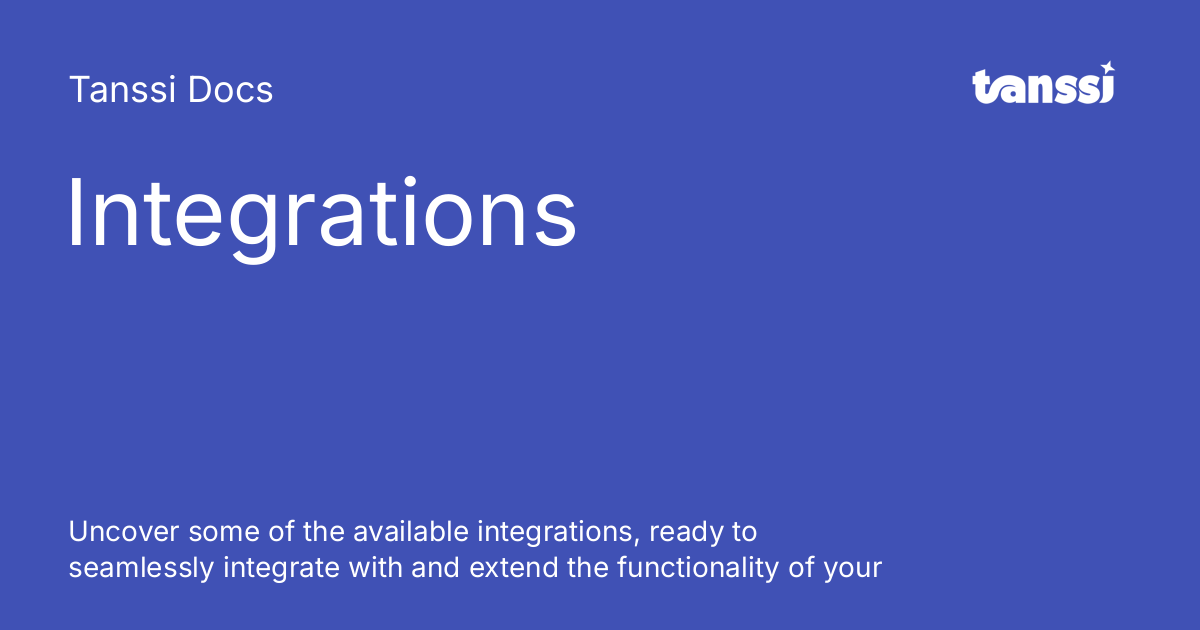 Tanssi Docs
tanssi
Integrations
Uncover some of the available integrations, ready to
seamlessly integrate with and extend the functionality of your